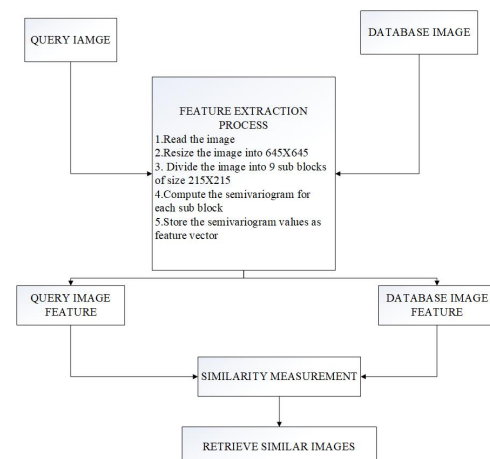 QUERY IAMGE
DATABASE IMAGE
FEATURE EXTRACTION
PROCESS
1.Read the image
2.Resize the image into 645X645
3. Divide the image into 9 sub blocks
of size 215X215
4.Compute the semivariogram for
each sub block
5.Store the semivariogram values as
feature vector
QUERY IMAGE
FEATURE
DATABASE IMAGE
FEATURE
SIMILARITY MEASUREMENT
RETRIEVE SIMILAR IMAGES